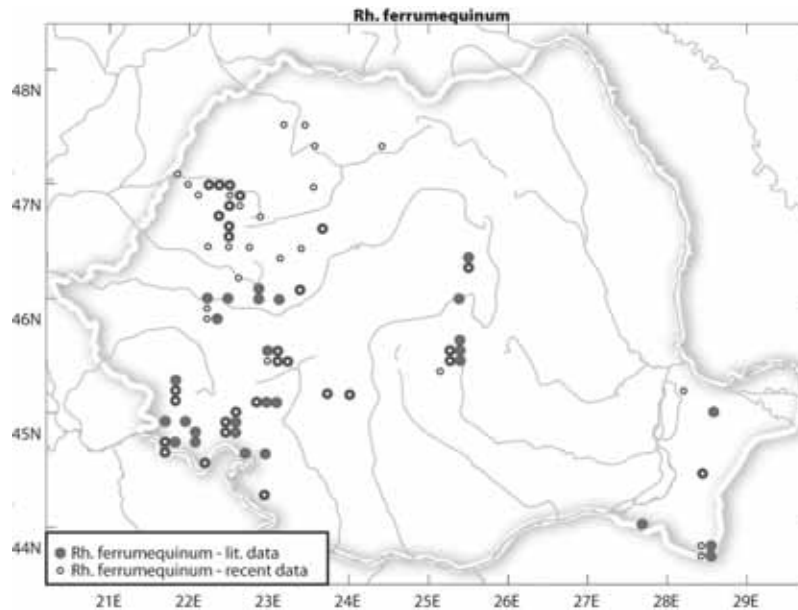 Rh. ferrumequinum
48N
47N
46N
45N
44N
Rh. ferrumequinum - lit. data
Rh. ferrumequinum - recent data
21E 22E 23E 24E 25E 26E 27E 28E 29E